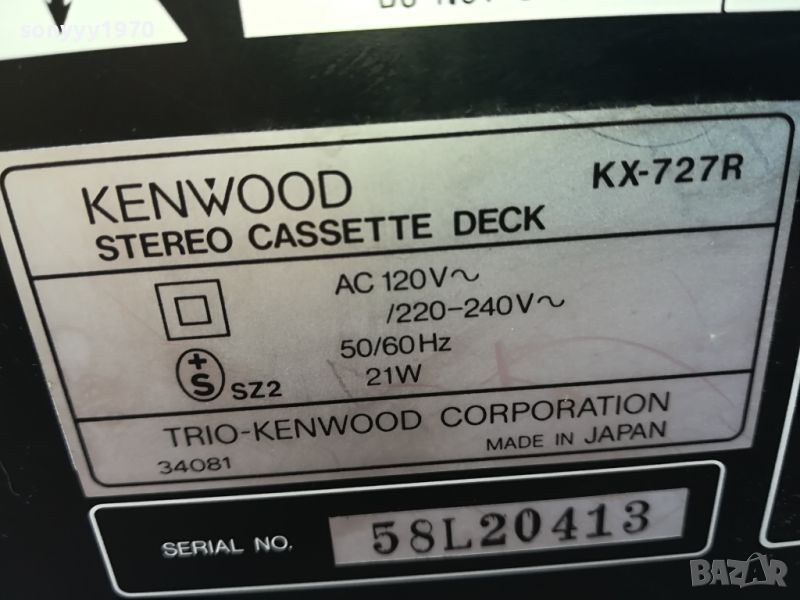 sonyyy1970
KENWOOD KX-727R
STEREO CASSETTE DECK
AC 120V~
/220-240V~
50/60Hz
+
S SZ2 21W
TRIO-KENWOOD CORPORATION
34081 MADE IN JAPAN
SERIAL NO. 58L20413
BAZAR